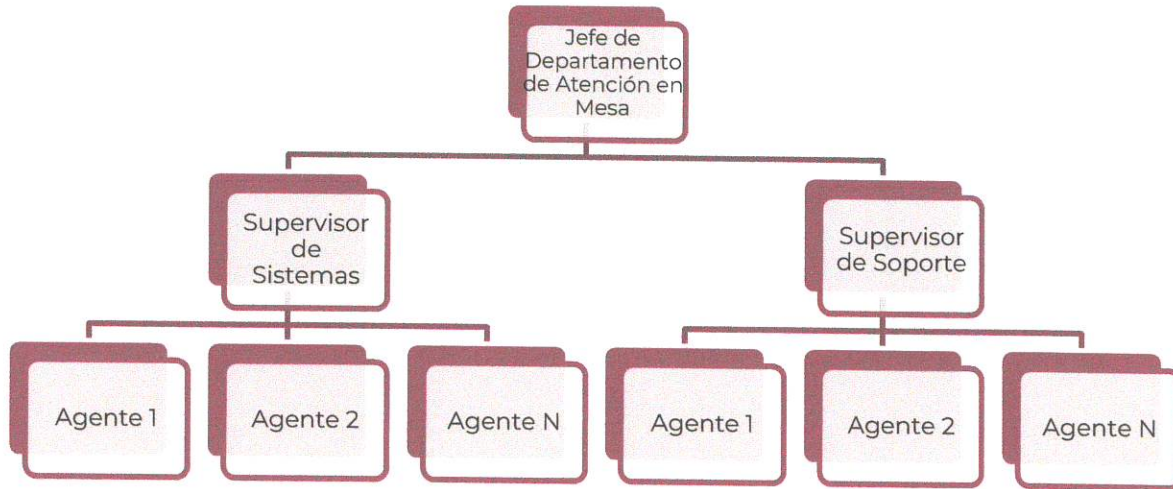 Jefe de
Departamento
de Atención en
Mesa
Supervisor
de
Sistemas
Supervisor
de Soporte
Agente 1
Agente 2
Agente N
Agente 1
Agente 2
Agente N